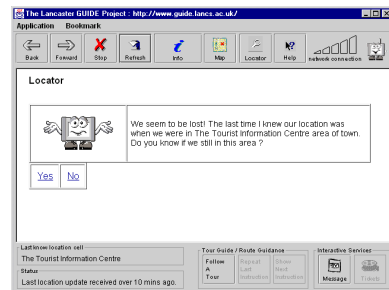 The Lancaster GUIDE Project : http://www.guide.lancs.ac.uk/
Application Bookmark
Back Forward Stop Refresh Info Map Locator Help network connection
Locator
We seem to be lost! The last time I knew our location was
when we were in The Tourist Information Centre area of town.
Do you know if we still in this area ?
Yes No
Last know location cell
The Tourist Information Centre
Status
Last location update received over 10 mins ago.
Tour Guide / Route Guidance
Follow
A
Tour
Repeat
Last
Instruction
Show
Next
Instruction
Interactive Services
Message Tickets